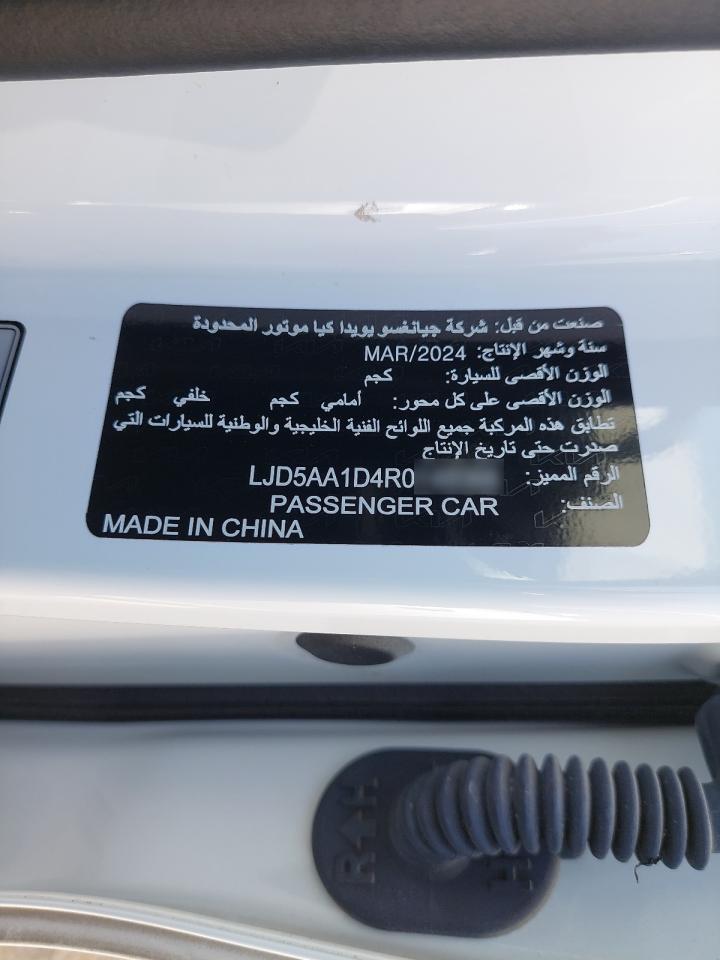 صنعت من قبل: شركة جيانغسو يويدا كيا موتور المحدودة
سنة وشهر الإنتاج: MAR/2024
الوزن الأقصى للسيارة: كجم
الوزن الأقصى على كل محور: أمامي كجم خلفي كجم
تطابق هذه المركبة جميع اللوائح الفنية الخليجية والوطنية للسيارات التي
صدرت حتى تاريخ الإنتاج
الرقم المميز: LJD5AA1D4R0
الصنف: PASSENGER CAR
MADE IN CHINA
R H
H